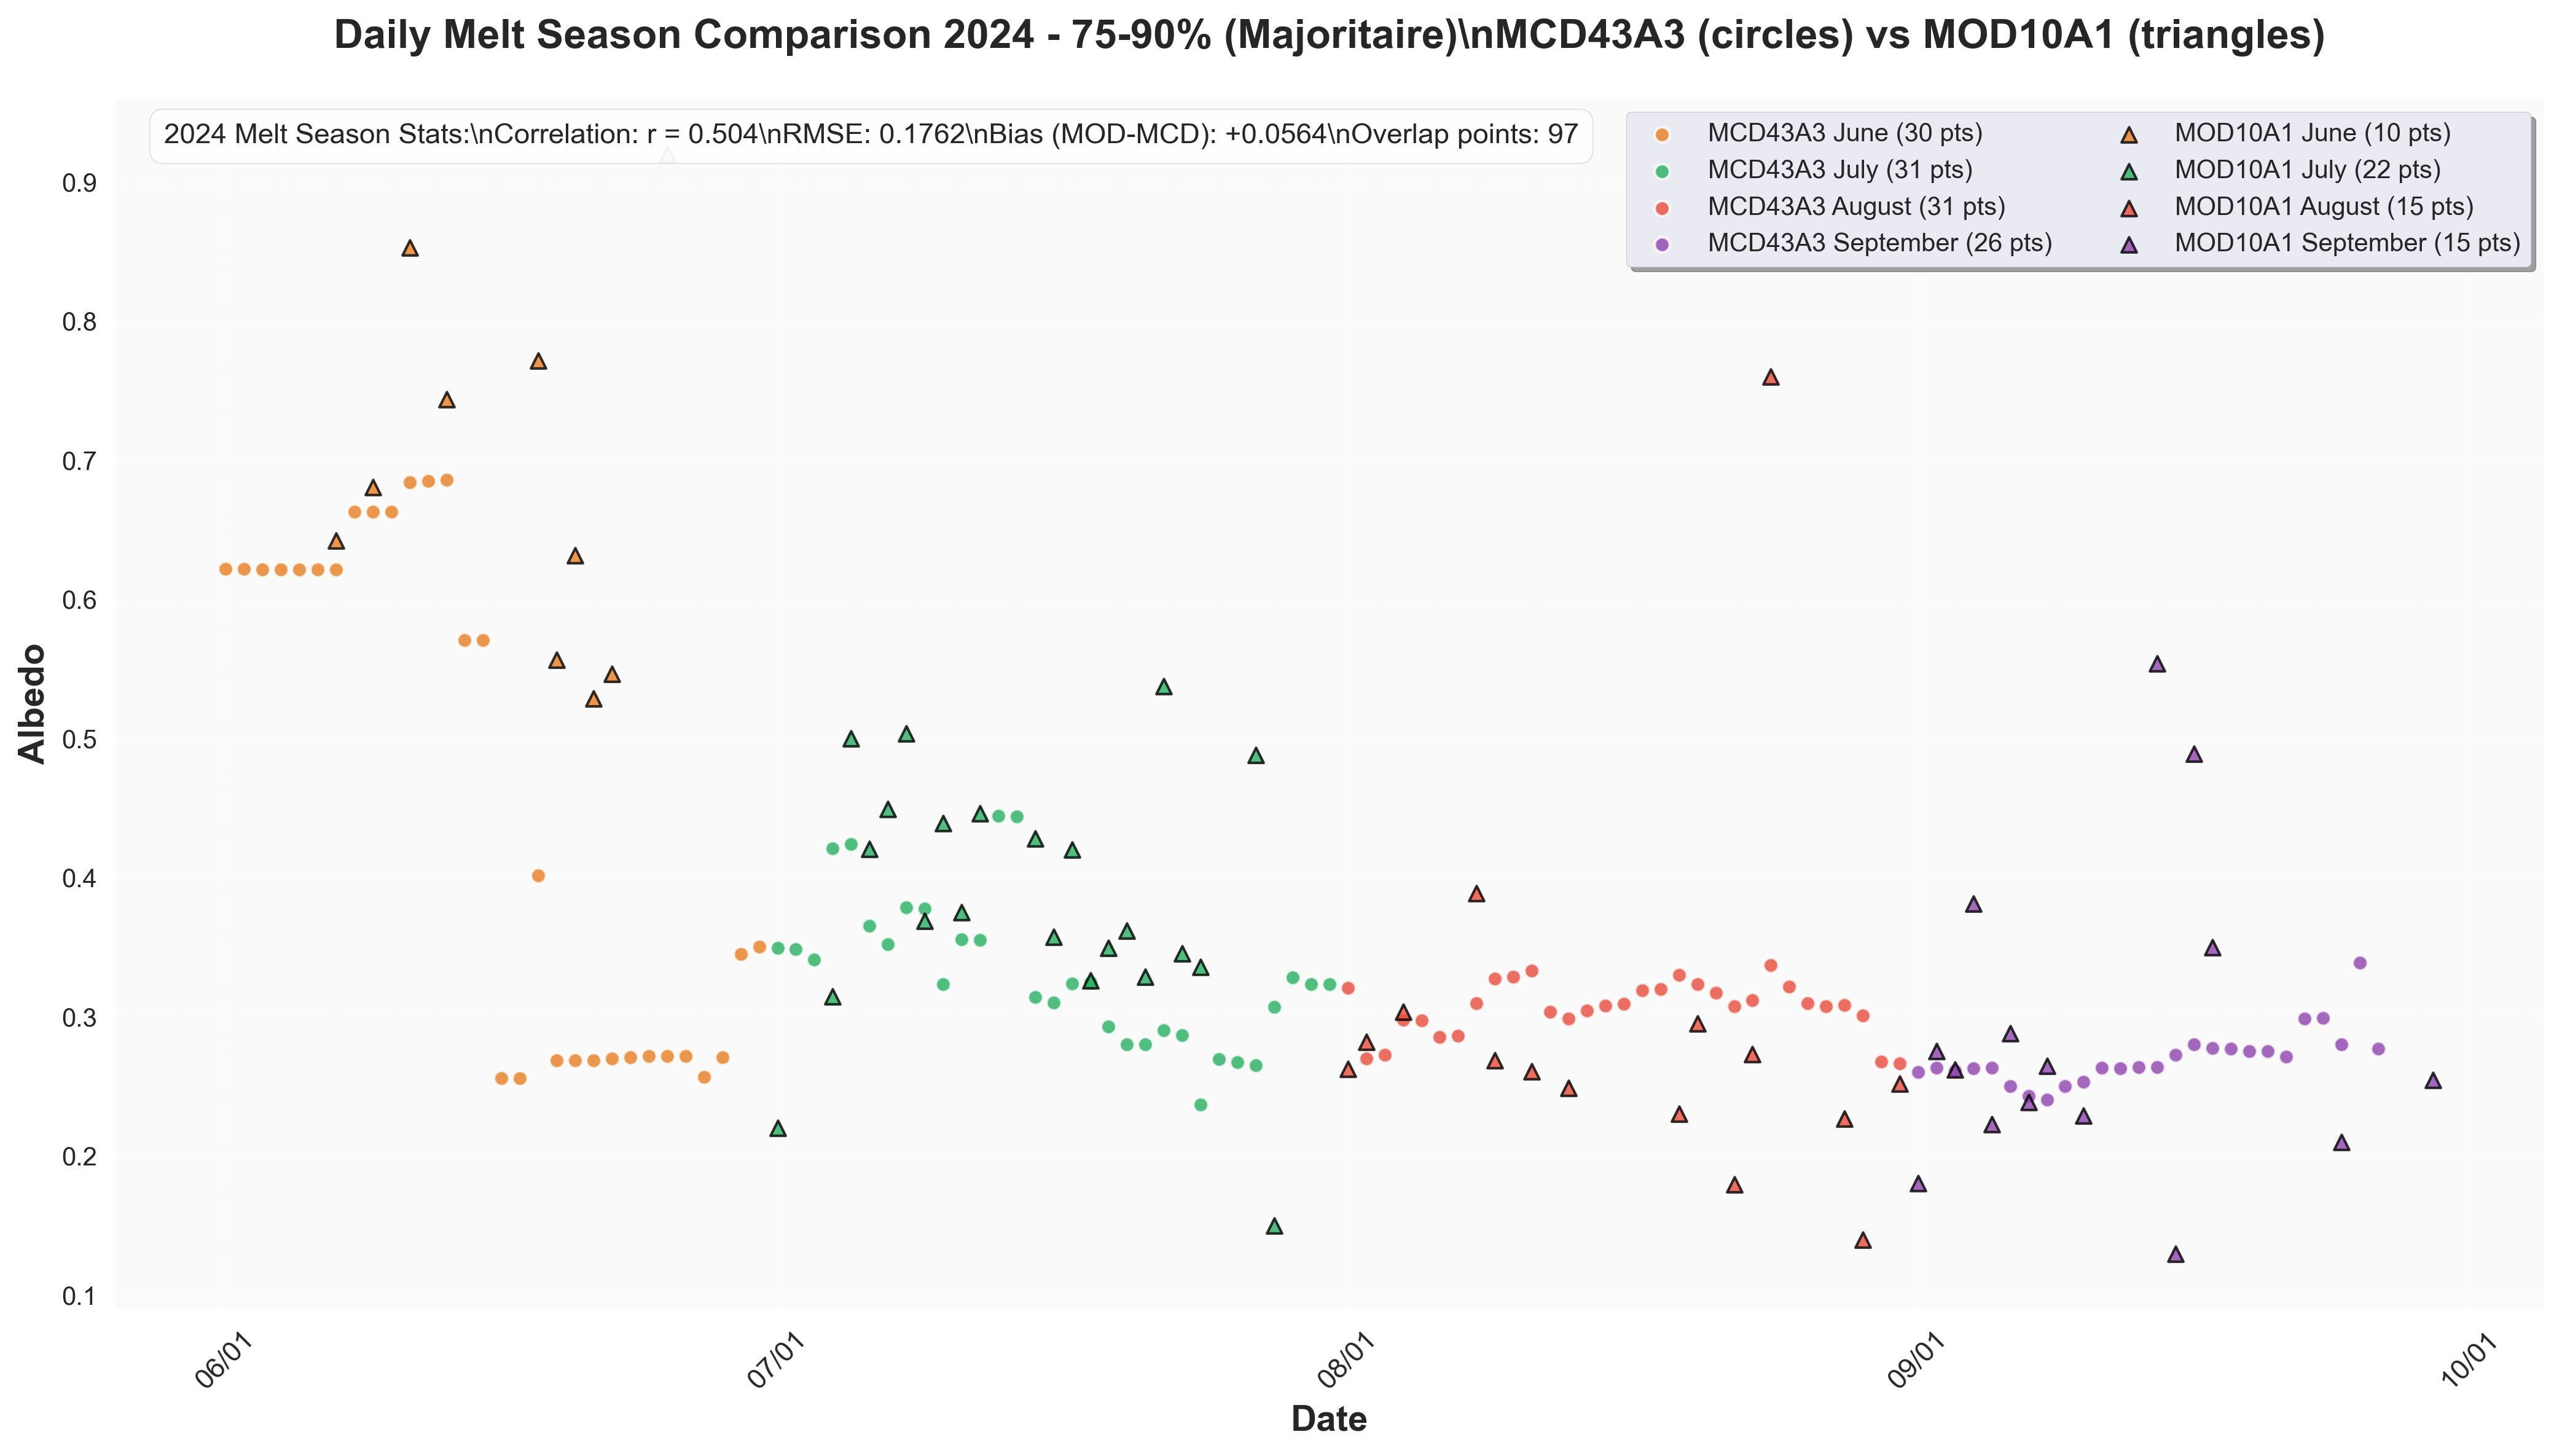 Daily Melt Season Comparison 2024 - 75-90% (Majoritaire)\nMCD43A3 (circles) vs MOD10A1 (triangles)
2024 Melt Season Stats:\nCorrelation: r = 0.504\nRMSE: 0.1762\nBias (MOD-MCD): +0.0564\nOverlap points: 97
MCD43A3 June (30 pts)
MCD43A3 July (31 pts)
MCD43A3 August (31 pts)
MCD43A3 September (26 pts)
MOD10A1 June (10 pts)
MOD10A1 July (22 pts)
MOD10A1 August (15 pts)
MOD10A1 September (15 pts)
Albedo
0.9
0.8
0.7
0.6
0.5
0.4
0.3
0.2
0.1
06/01
07/01
08/01
09/01
10/01
Date